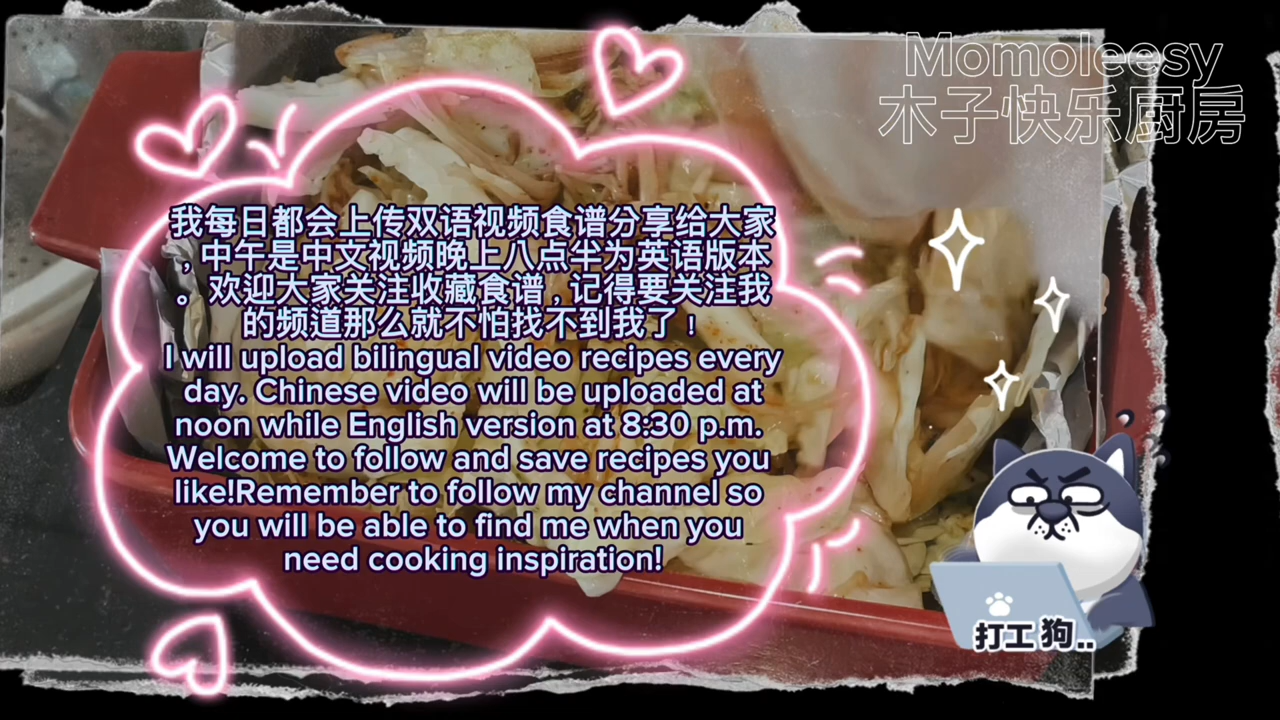 Momoleesy
木子快乐厨房
我每日都会上传双语视频食谱分享给大家
，中午是中文视频晚上八点半为英语版本
。欢迎大家关注收藏食谱，记得要关注我
的频道那么就不怕找不到我了！
I will upload bilingual video recipes every
day. Chinese video will be uploaded at
noon while English version at 8:30 p.m.
Welcome to follow and save recipes you
like!Remember to follow my channel so
you will be able to find me when you
need cooking inspiration!
打工狗..